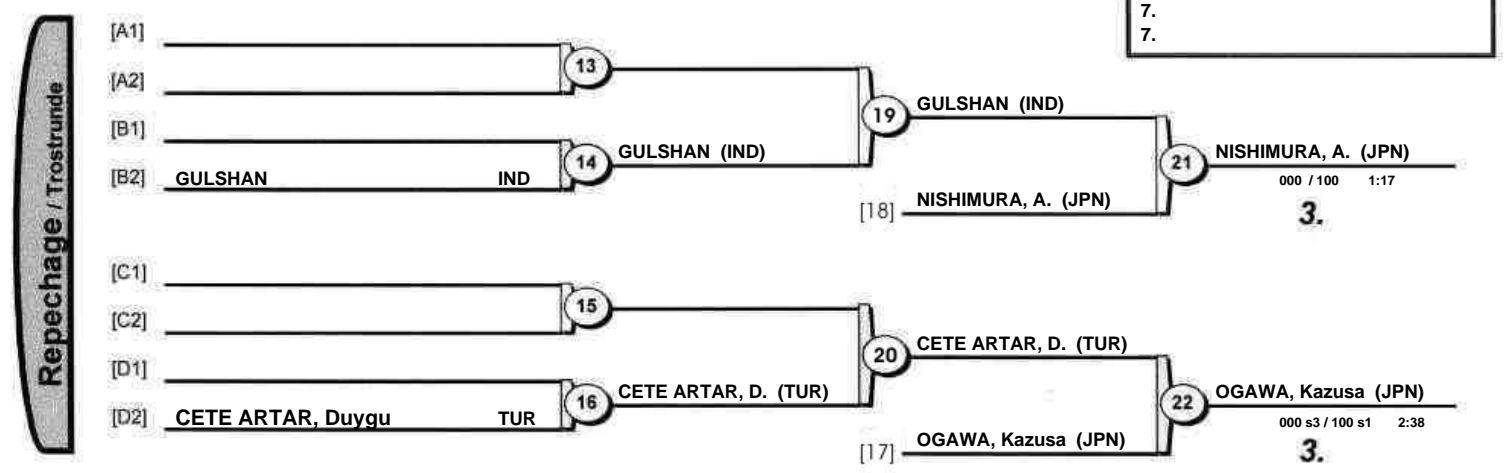 7.
7.
Repechage / Trostrunde
[A1]
[A2]
13
[B1]
[B2] GULSHAN IND
14
GULSHAN (IND)
19
GULSHAN (IND)
[18] NISHIMURA, A. (JPN)
21
NISHIMURA, A. (JPN)
000 / 100 1:17
3.
[C1]
[C2]
15
[D1]
[D2] CETE ARTAR, Duygu TUR
16
CETE ARTAR, D. (TUR)
20
CETE ARTAR, D. (TUR)
[17] OGAWA, Kazusa (JPN)
22
OGAWA, Kazusa (JPN)
000 s3 / 100 s1 2:38
3.